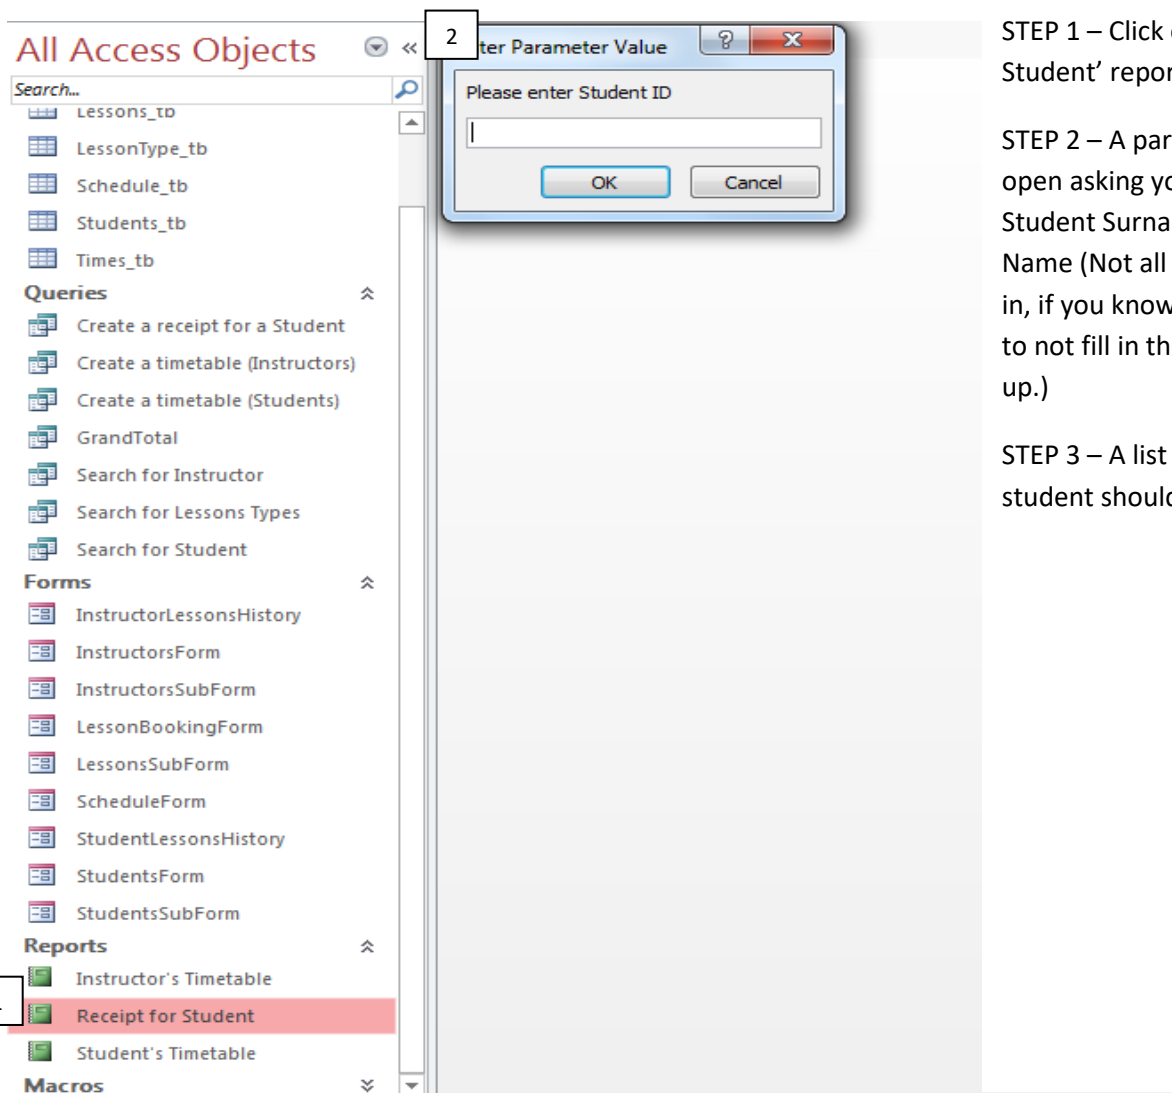 All Access Objects
Search...
Lessons_tb
LessonType_tb
Schedule_tb
Students_tb
Times_tb
Queries
Create a receipt for a Student
Create a timetable (Instructors)
Create a timetable (Students)
GrandTotal
Search for Instructor
Search for Lessons Types
Search for Student
Forms
InstructorLessonsHistory
InstructorsForm
InstructorsSubForm
LessonBookingForm
LessonsSubForm
ScheduleForm
StudentLessonsHistory
StudentsForm
StudentsSubForm
Reports
Instructor's Timetable
Receipt for Student
Student's Timetable
Macros
2
ter Parameter Value
Please enter Student ID
OK
Cancel
STEP 1 – Click
Student’ repor
STEP 2 – A par
open asking yo
Student Surna
Name (Not all
in, if you know
to not fill in th
up.)
STEP 3 – A list
student should